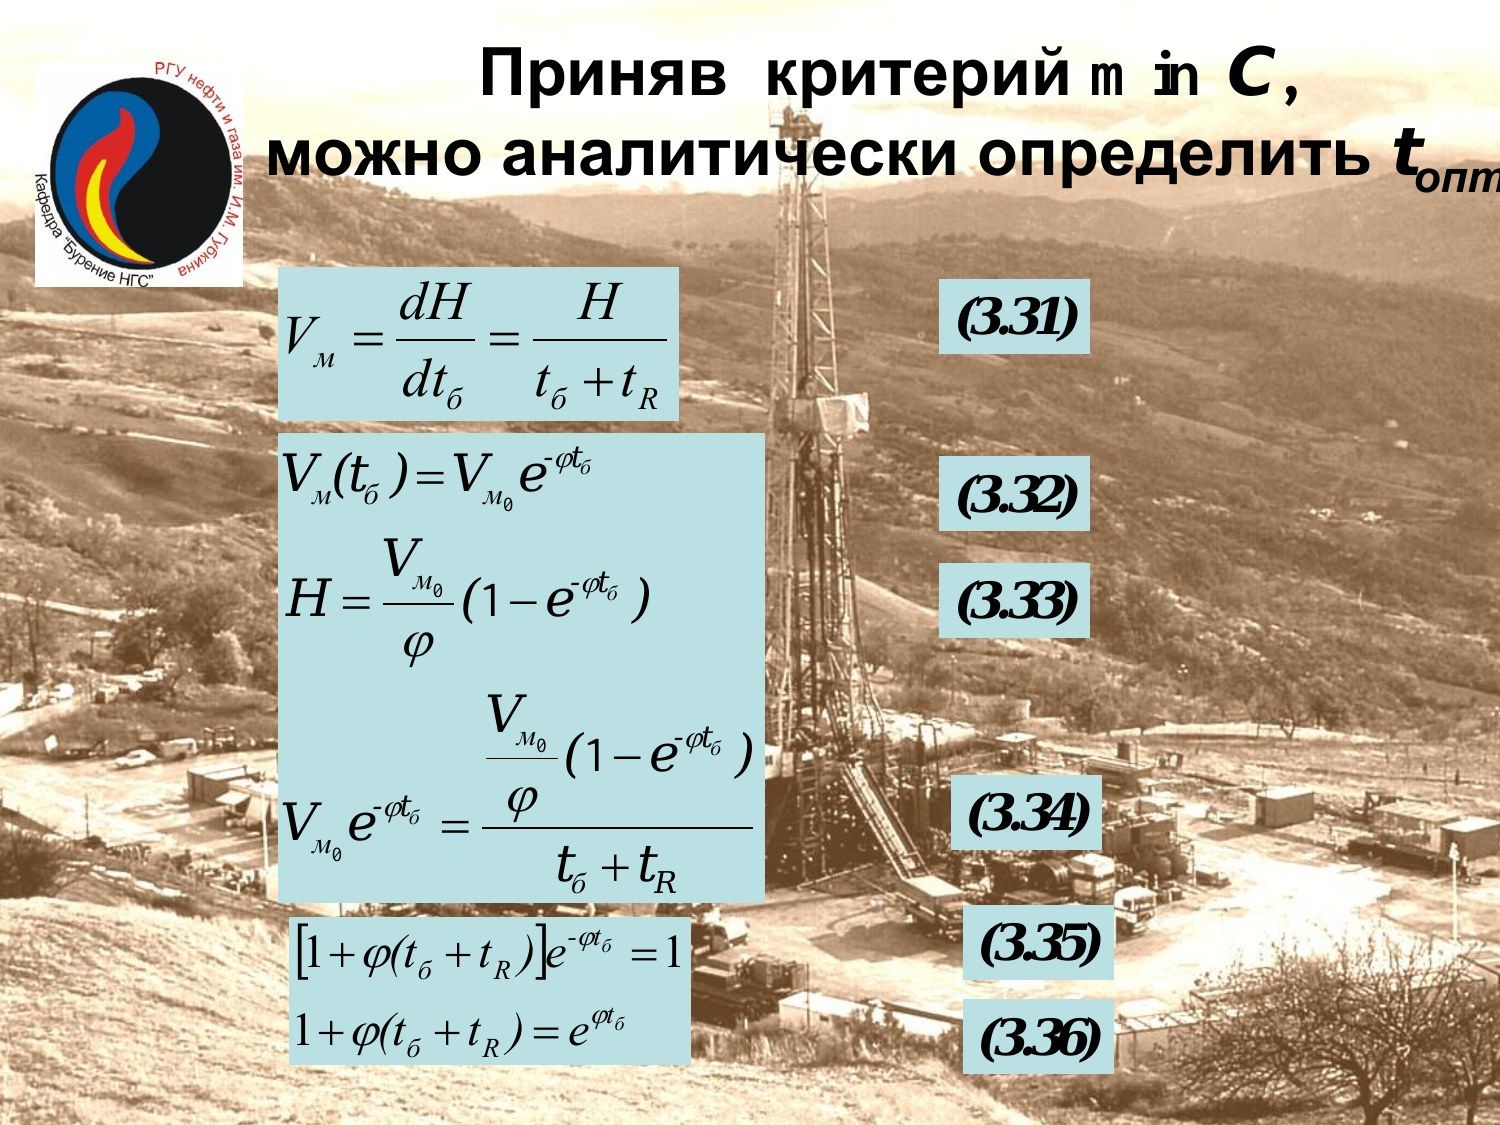 Приняв критерий min C,
можно аналитически определить tопт
РГУ нефти и газа им. И.М. Губкина
Кафедра "Бурение НГС"
Vм = dH/dtб = H/(tб + tR)
(3.31)
Vм(tб) = Vм0 e^-φtб
(3.32)
H = Vм0/φ (1 − e^-φtб)
(3.33)
Vм0 e^-φtб = Vм0/φ (1 − e^-φtб) / (tб + tR)
(3.34)
[1 + φ(tб + tR)]e^-φtб = 1
(3.35)
1 + φ(tб + tR) = e^φtб
(3.36)